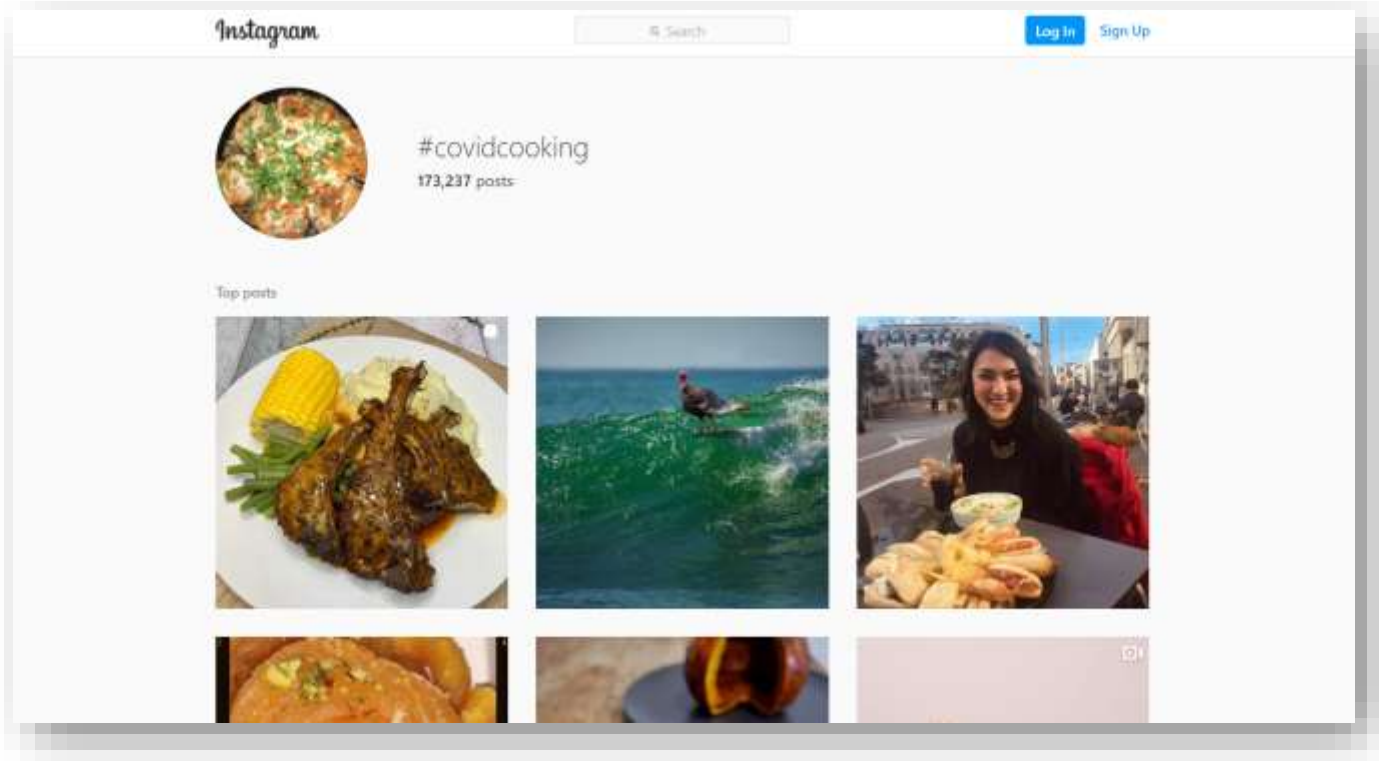 Instagram
Search
Log In
Sign Up
#covidcooking
173,237 posts
Top posts